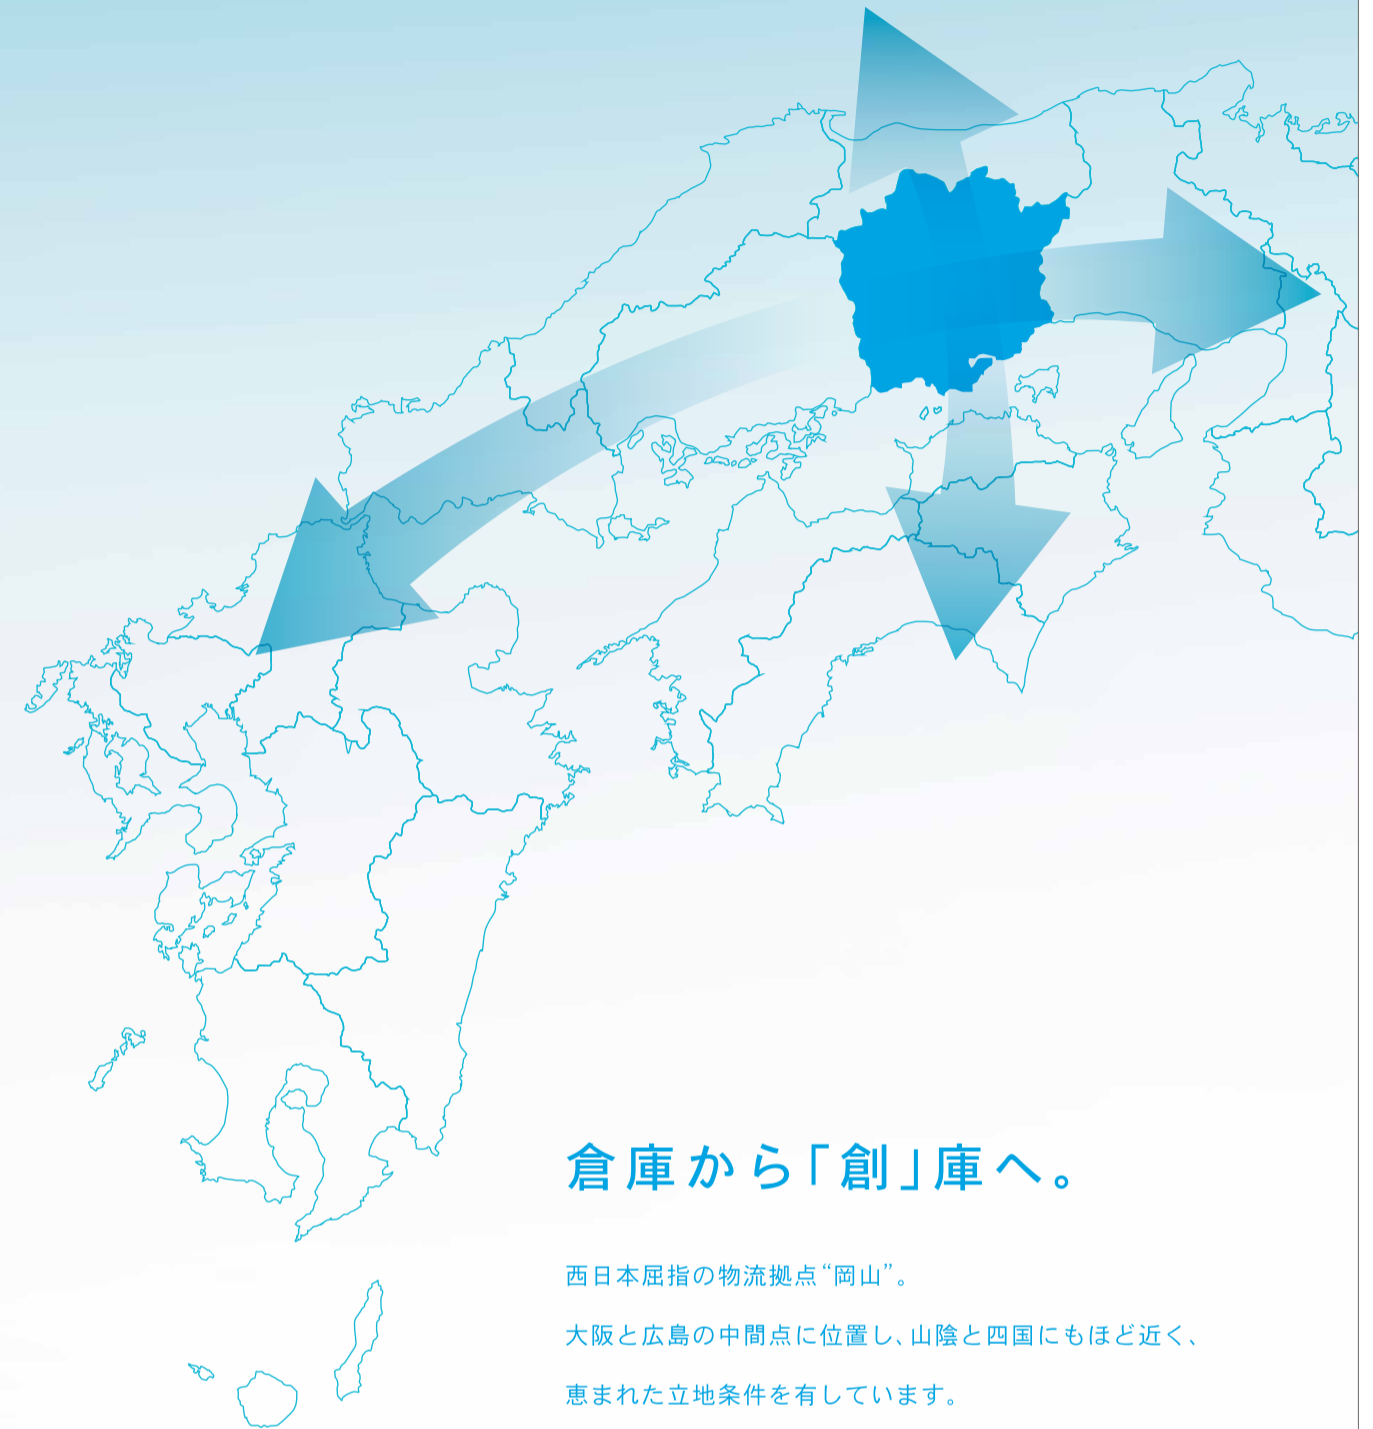 倉庫から「創」庫へ。
西日本屈指の物流拠点“岡山”。
大阪と広島の中間点に位置し、山陰と四国にもほど近く、
恵まれた立地条件を有しています。